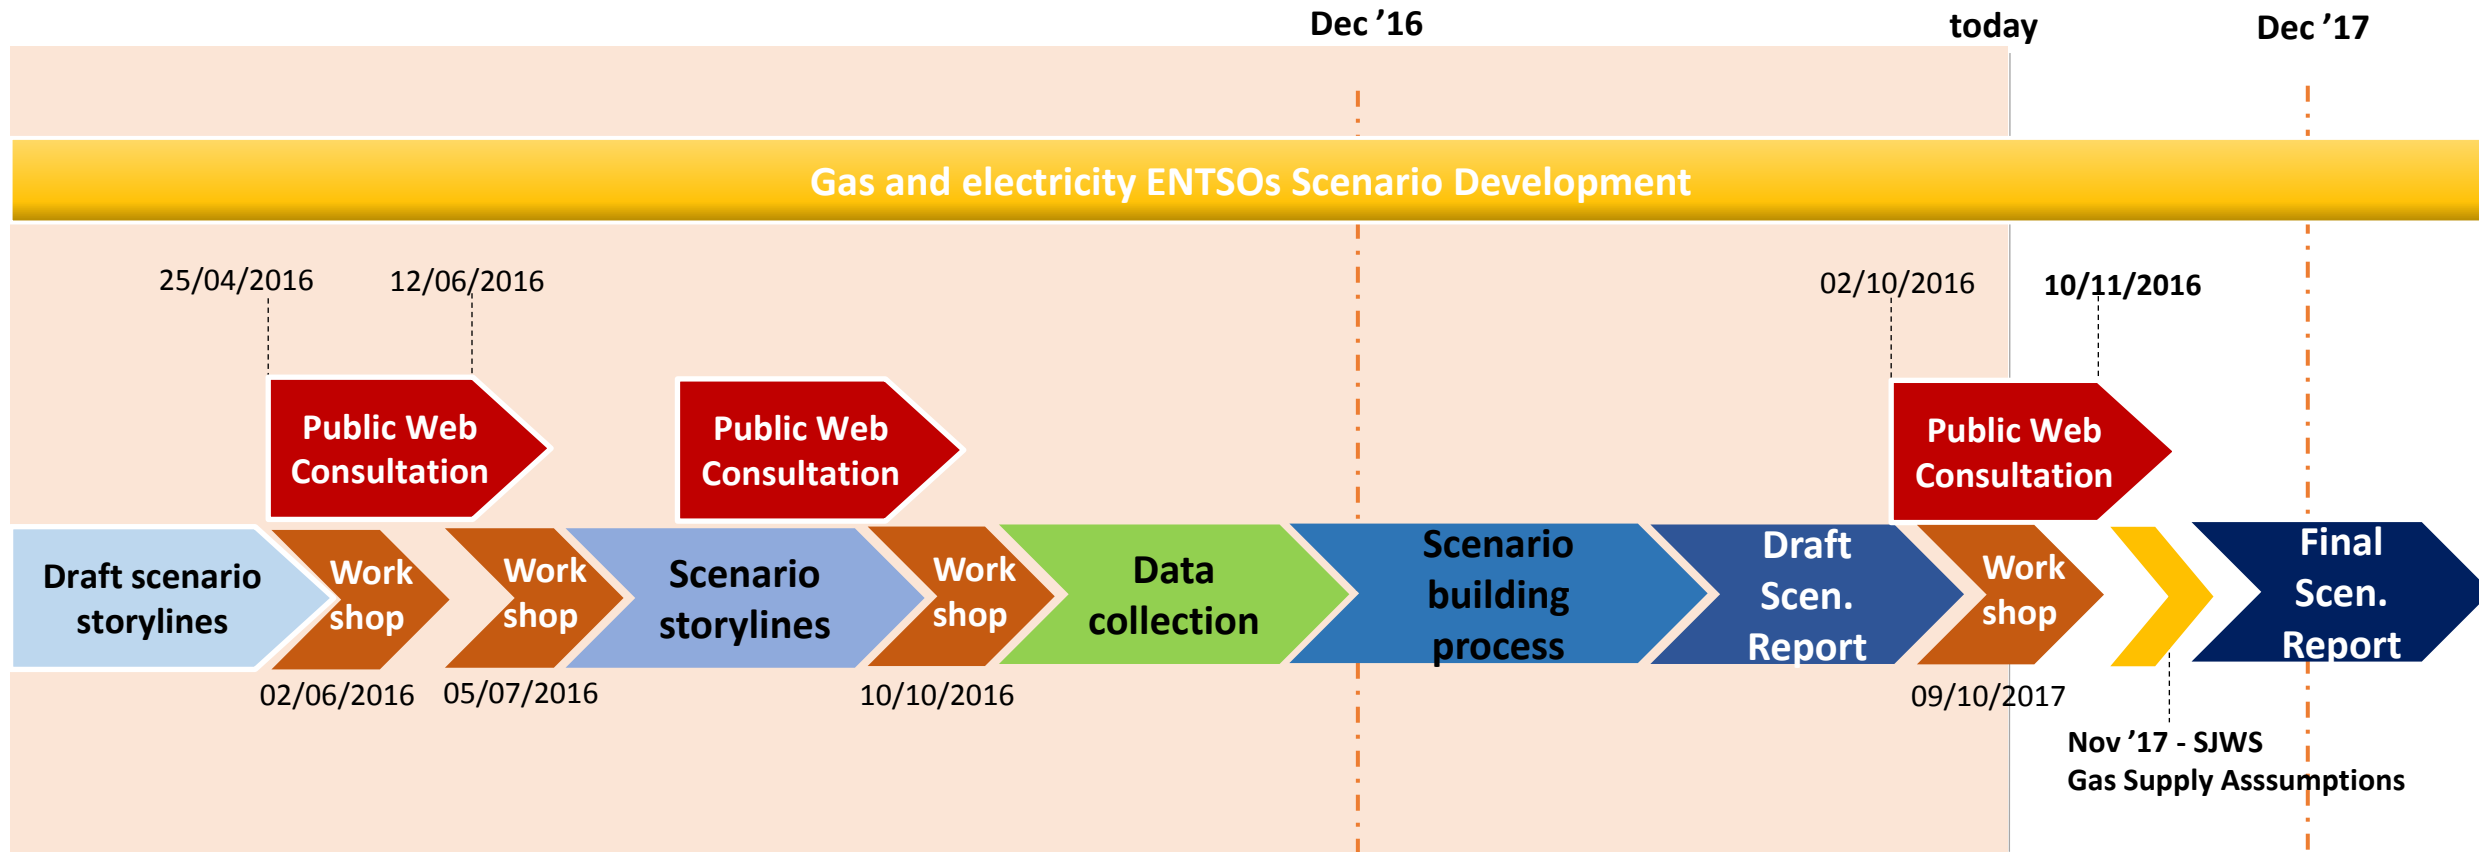 Dec ’16
today
Dec ’17
Gas and electricity ENTSOs Scenario Development
25/04/2016
12/06/2016
02/10/2016
10/11/2016
Public Web
Consultation
Public Web
Consultation
Public Web
Consultation
Draft scenario
storylines
Work
shop
Work
shop
Scenario
storylines
Work
shop
Data
collection
Scenario
building
process
Draft
Scen.
Report
Work
shop
Final
Scen.
Report
02/06/2016
05/07/2016
10/10/2016
09/10/2017
Nov ’17 - SJWS
Gas Supply Asssumptions